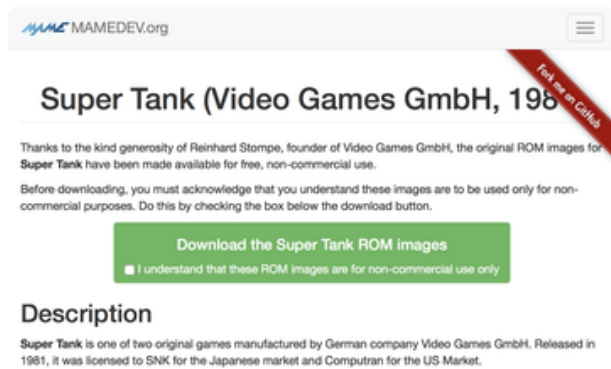 MAME MAMEDEV.org
Fork me on GitHub
Super Tank (Video Games GmbH, 198
Thanks to the kind generosity of Reinhard Stompe, founder of Video Games GmbH, the original ROM images for
Super Tank have been made available for free, non-commercial use.
Before downloading, you must acknowledge that you understand these images are to be used only for non-
commercial purposes. Do this by checking the box below the download button.
Download the Super Tank ROM images
I understand that these ROM images are for non-commercial use only
Description
Super Tank is one of two original games manufactured by German company Video Games GmbH. Released in
1981, it was licensed to SNK for the Japanese market and Computran for the US Market.